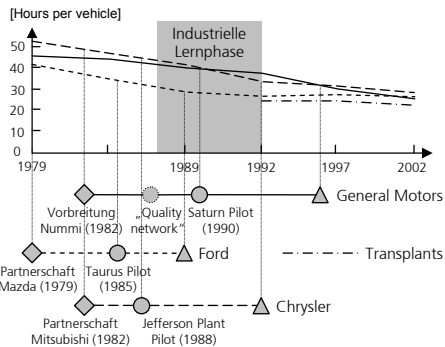 [Hours per vehicle]
Industrielle
Lernphase
50
40
30
20
10
0
1979 1989 1992 1997 2002
General Motors
Vorbereitung „Quality Saturn Pilot
Nummi (1982) network“ (1990)
Ford Transplants
Partnerschaft Taurus Pilot
Mazda (1979) (1985)
Chrysler
Partnerschaft Jefferson Plant
Mitsubishi (1982) Pilot (1988)